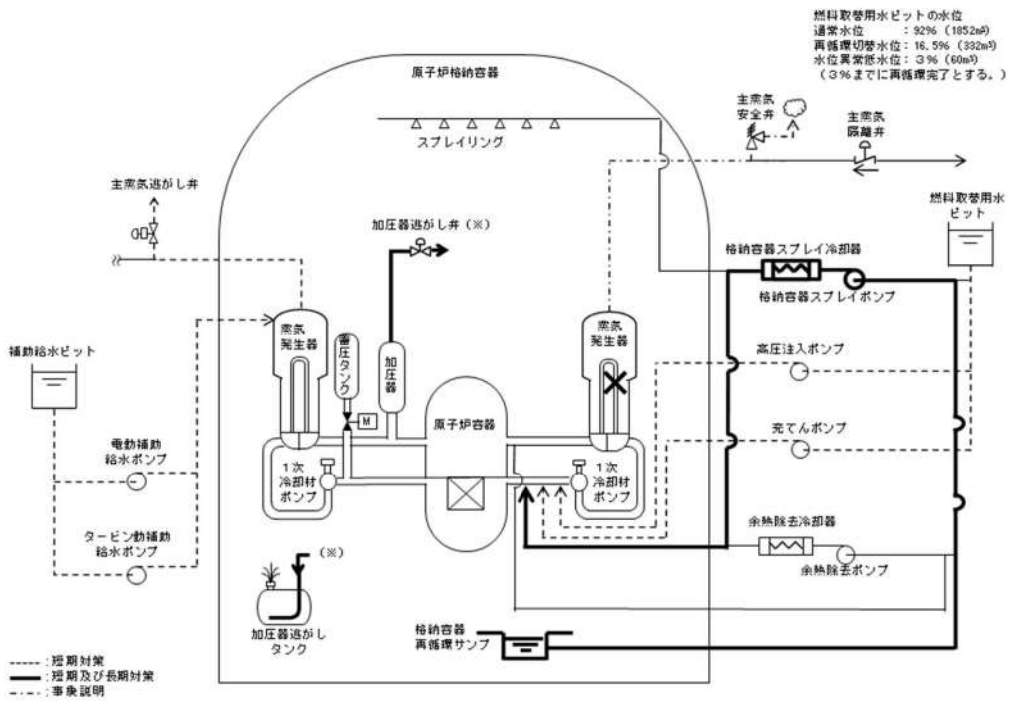 燃料取替用水ピットの水位
通常水位 : 92% (1852m³)
再循環切替水位 : 16.5% (332m³)
水位異常低水位 : 3% (60m³)
(3%までに再循環完了とする。)
原子炉格納容器
スプレイリング
主蒸気
安全弁
主蒸気
隔離弁
主蒸気逃がし弁
加圧器逃がし弁(※)
燃料取替用水
ピット
格納容器スプレイ冷却器
格納容器スプレイポンプ
蒸気
発生器
蓄圧タンク
加圧器
蒸気
発生器
補助給水ピット
高圧注入ポンプ
M
原子炉容器
充てんポンプ
電動補助
給水ポンプ
1次
冷却材
ポンプ
1次
冷却材
ポンプ
タービン動補助
給水ポンプ
余熱除去冷却器
余熱除去ポンプ
(※)
加圧器逃がし
タンク
格納容器
再循環サンプ
:短期対策
:短期及び長期対策
:事象説明